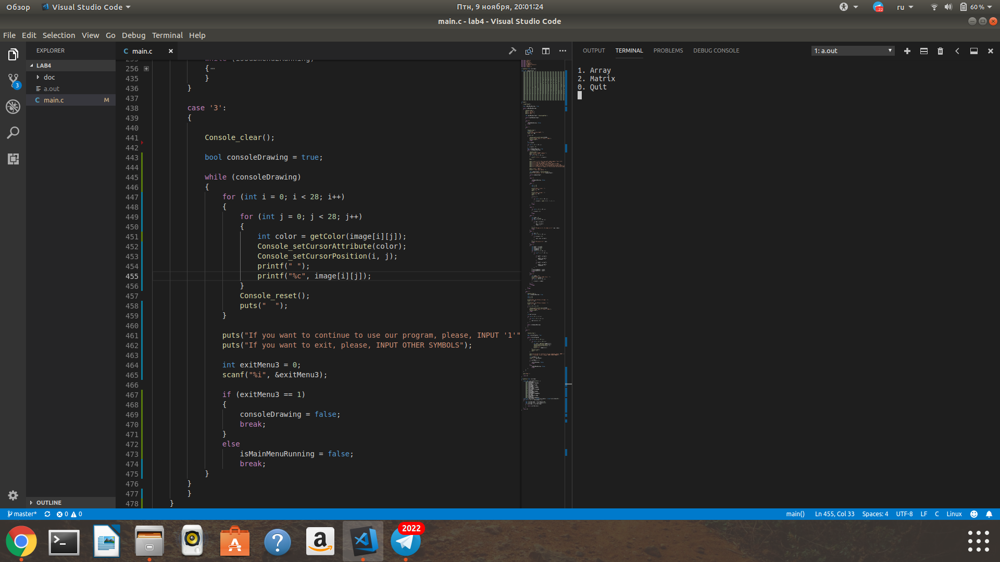 Обзор Visual Studio Code Птн, 9 ноября, 20:01:24 22 ru 60 %
main.c - lab4 - Visual Studio Code
File Edit Selection View Go Debug Terminal Help
EXPLORER
LAB4
doc
a.out
main.c M
3
OUTLINE
main.c
256 {
435 }
436 }
437
438 case '3':
439 {
440
441 Console_clear();
442
443 bool consoleDrawing = true;
444
445 while (consoleDrawing)
446 {
447 for (int i = 0; i < 28; i++)
448 {
449 for (int j = 0; j < 28; j++)
450 {
451 int color = getColor(image[i][j]);
452 Console_setCursorAttribute(color);
453 Console_setCursorPosition(i, j);
454 printf(" ");
455 printf("%c", image[i][j]);
456 }
457 Console_reset();
458 puts("  ");
459 }
460
461 puts("If you want to continue to use our program, please, INPUT '1'"
462 puts("If you want to exit, please, INPUT OTHER SYMBOLS");
463
464 int exitMenu3 = 0;
465 scanf("%i", &exitMenu3);
466
467 if (exitMenu3 == 1)
468 {
469 consoleDrawing = false;
470 break;
471 }
472 else
473 isMainMenuRunning = false;
474 break;
475 }
476 }
477 }
478 }
OUTPUT TERMINAL PROBLEMS DEBUG CONSOLE 1: a.out
1. Array
2. Matrix
0. Quit
master* 0 0 main() Ln 455, Col 33 Spaces: 4 UTF-8 LF C Linux
2022